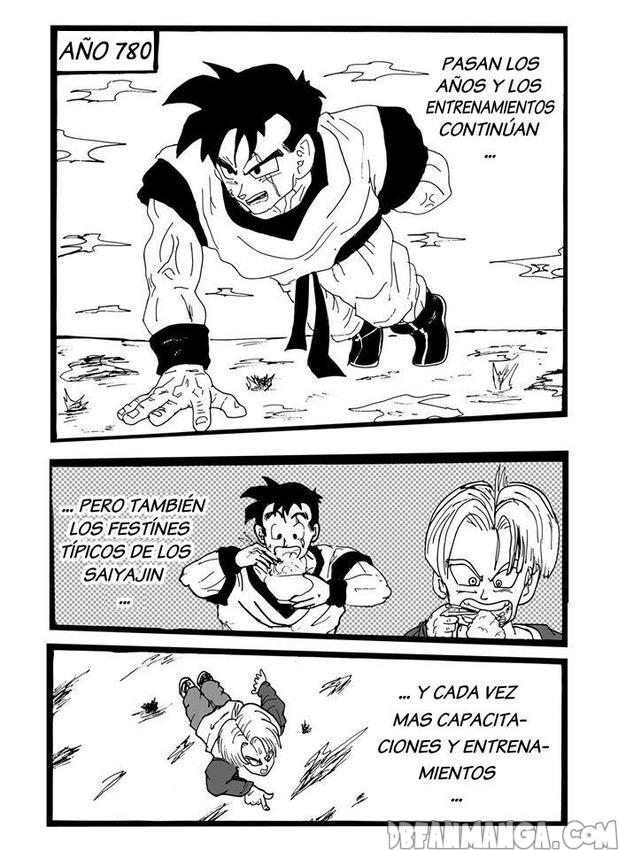 AÑO 780
PASAN LOS
AÑOS Y LOS
ENTRENAMIENTOS
CONTINÚAN
...
... PERO TAMBIÉN
LOS FESTÍNES
TÍPICOS DE LOS
SAIYAJIN
...
... Y CADA VEZ
MAS CAPACITA-
CIONES Y ENTRENA-
MIENTOS
...
DBFANMANGA.COM